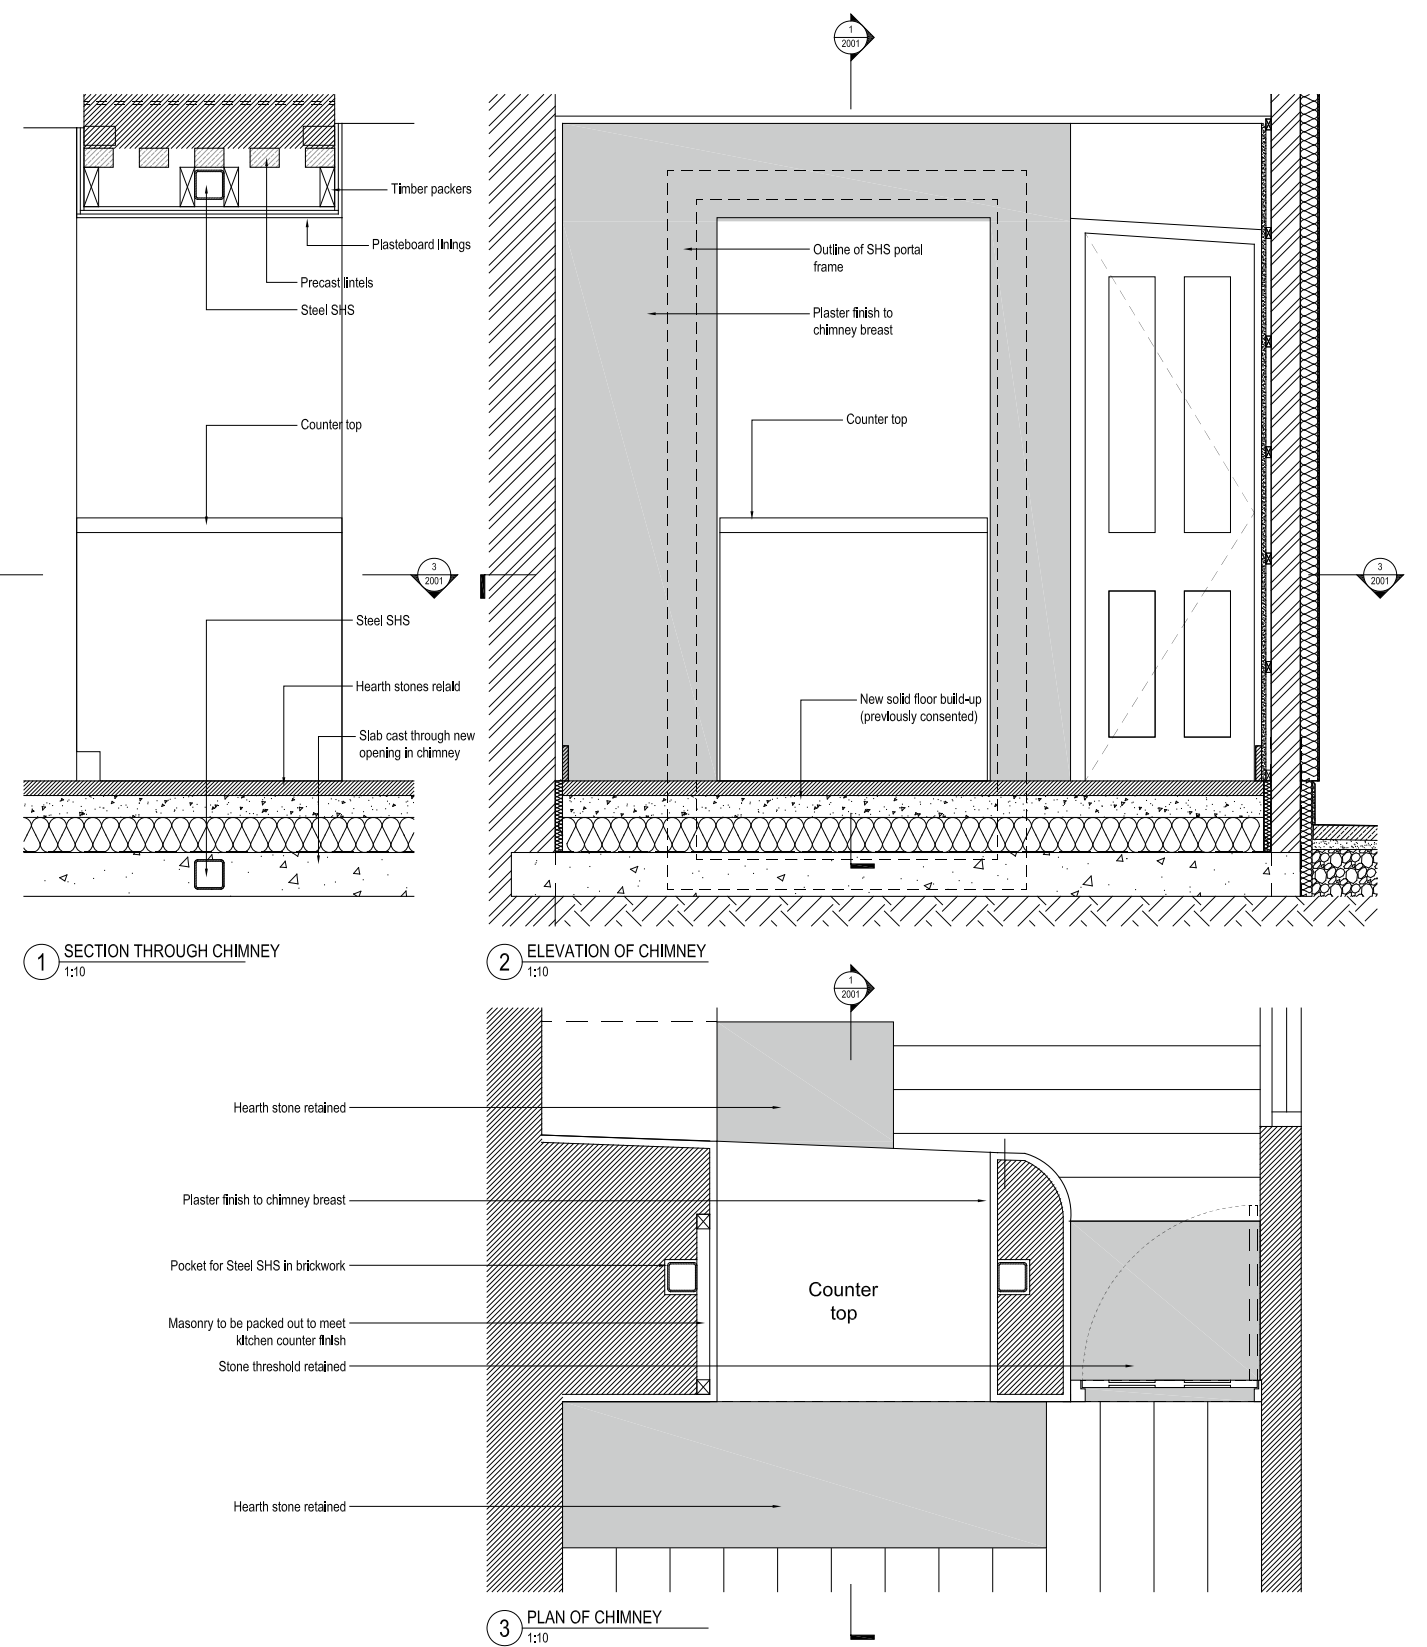 1
2001
Timber packers
Plasteboard linings
Precast lintels
Steel SHS
Counter top
3
2001
Steel SHS
Hearth stones relaid
Slab cast through new
opening in chimney
1
SECTION THROUGH CHIMNEY
1:10
Outline of SHS portal
frame
Plaster finish to
chimney breast
Counter top
3
2001
New solid floor build-up
(previously consented)
2
ELEVATION OF CHIMNEY
1:10
1
2001
Hearth stone retained
Plaster finish to chimney breast
Pocket for Steel SHS in brickwork
Counter
top
Masonry to be packed out to meet
kitchen counter finish
Stone threshold retained
Hearth stone retained
3
PLAN OF CHIMNEY
1:10